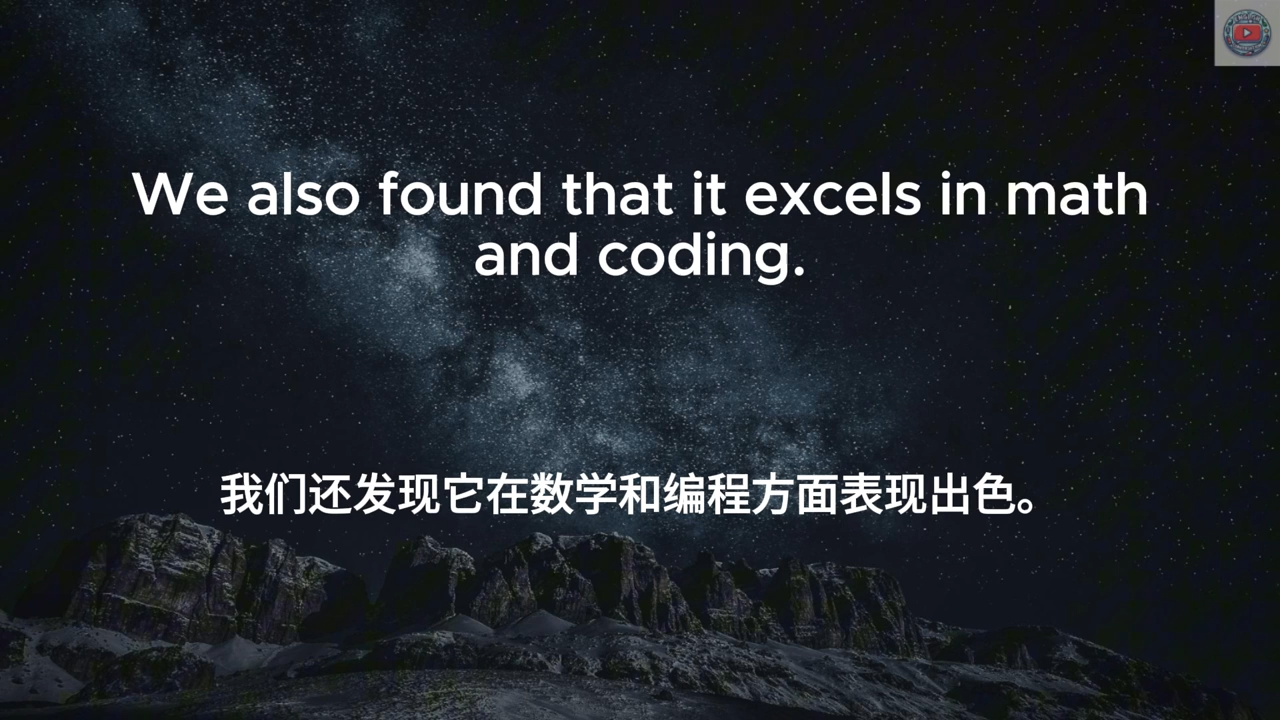 We also found that it excels in math
and coding.
我们还发现它在数学和编程方面表现出色。